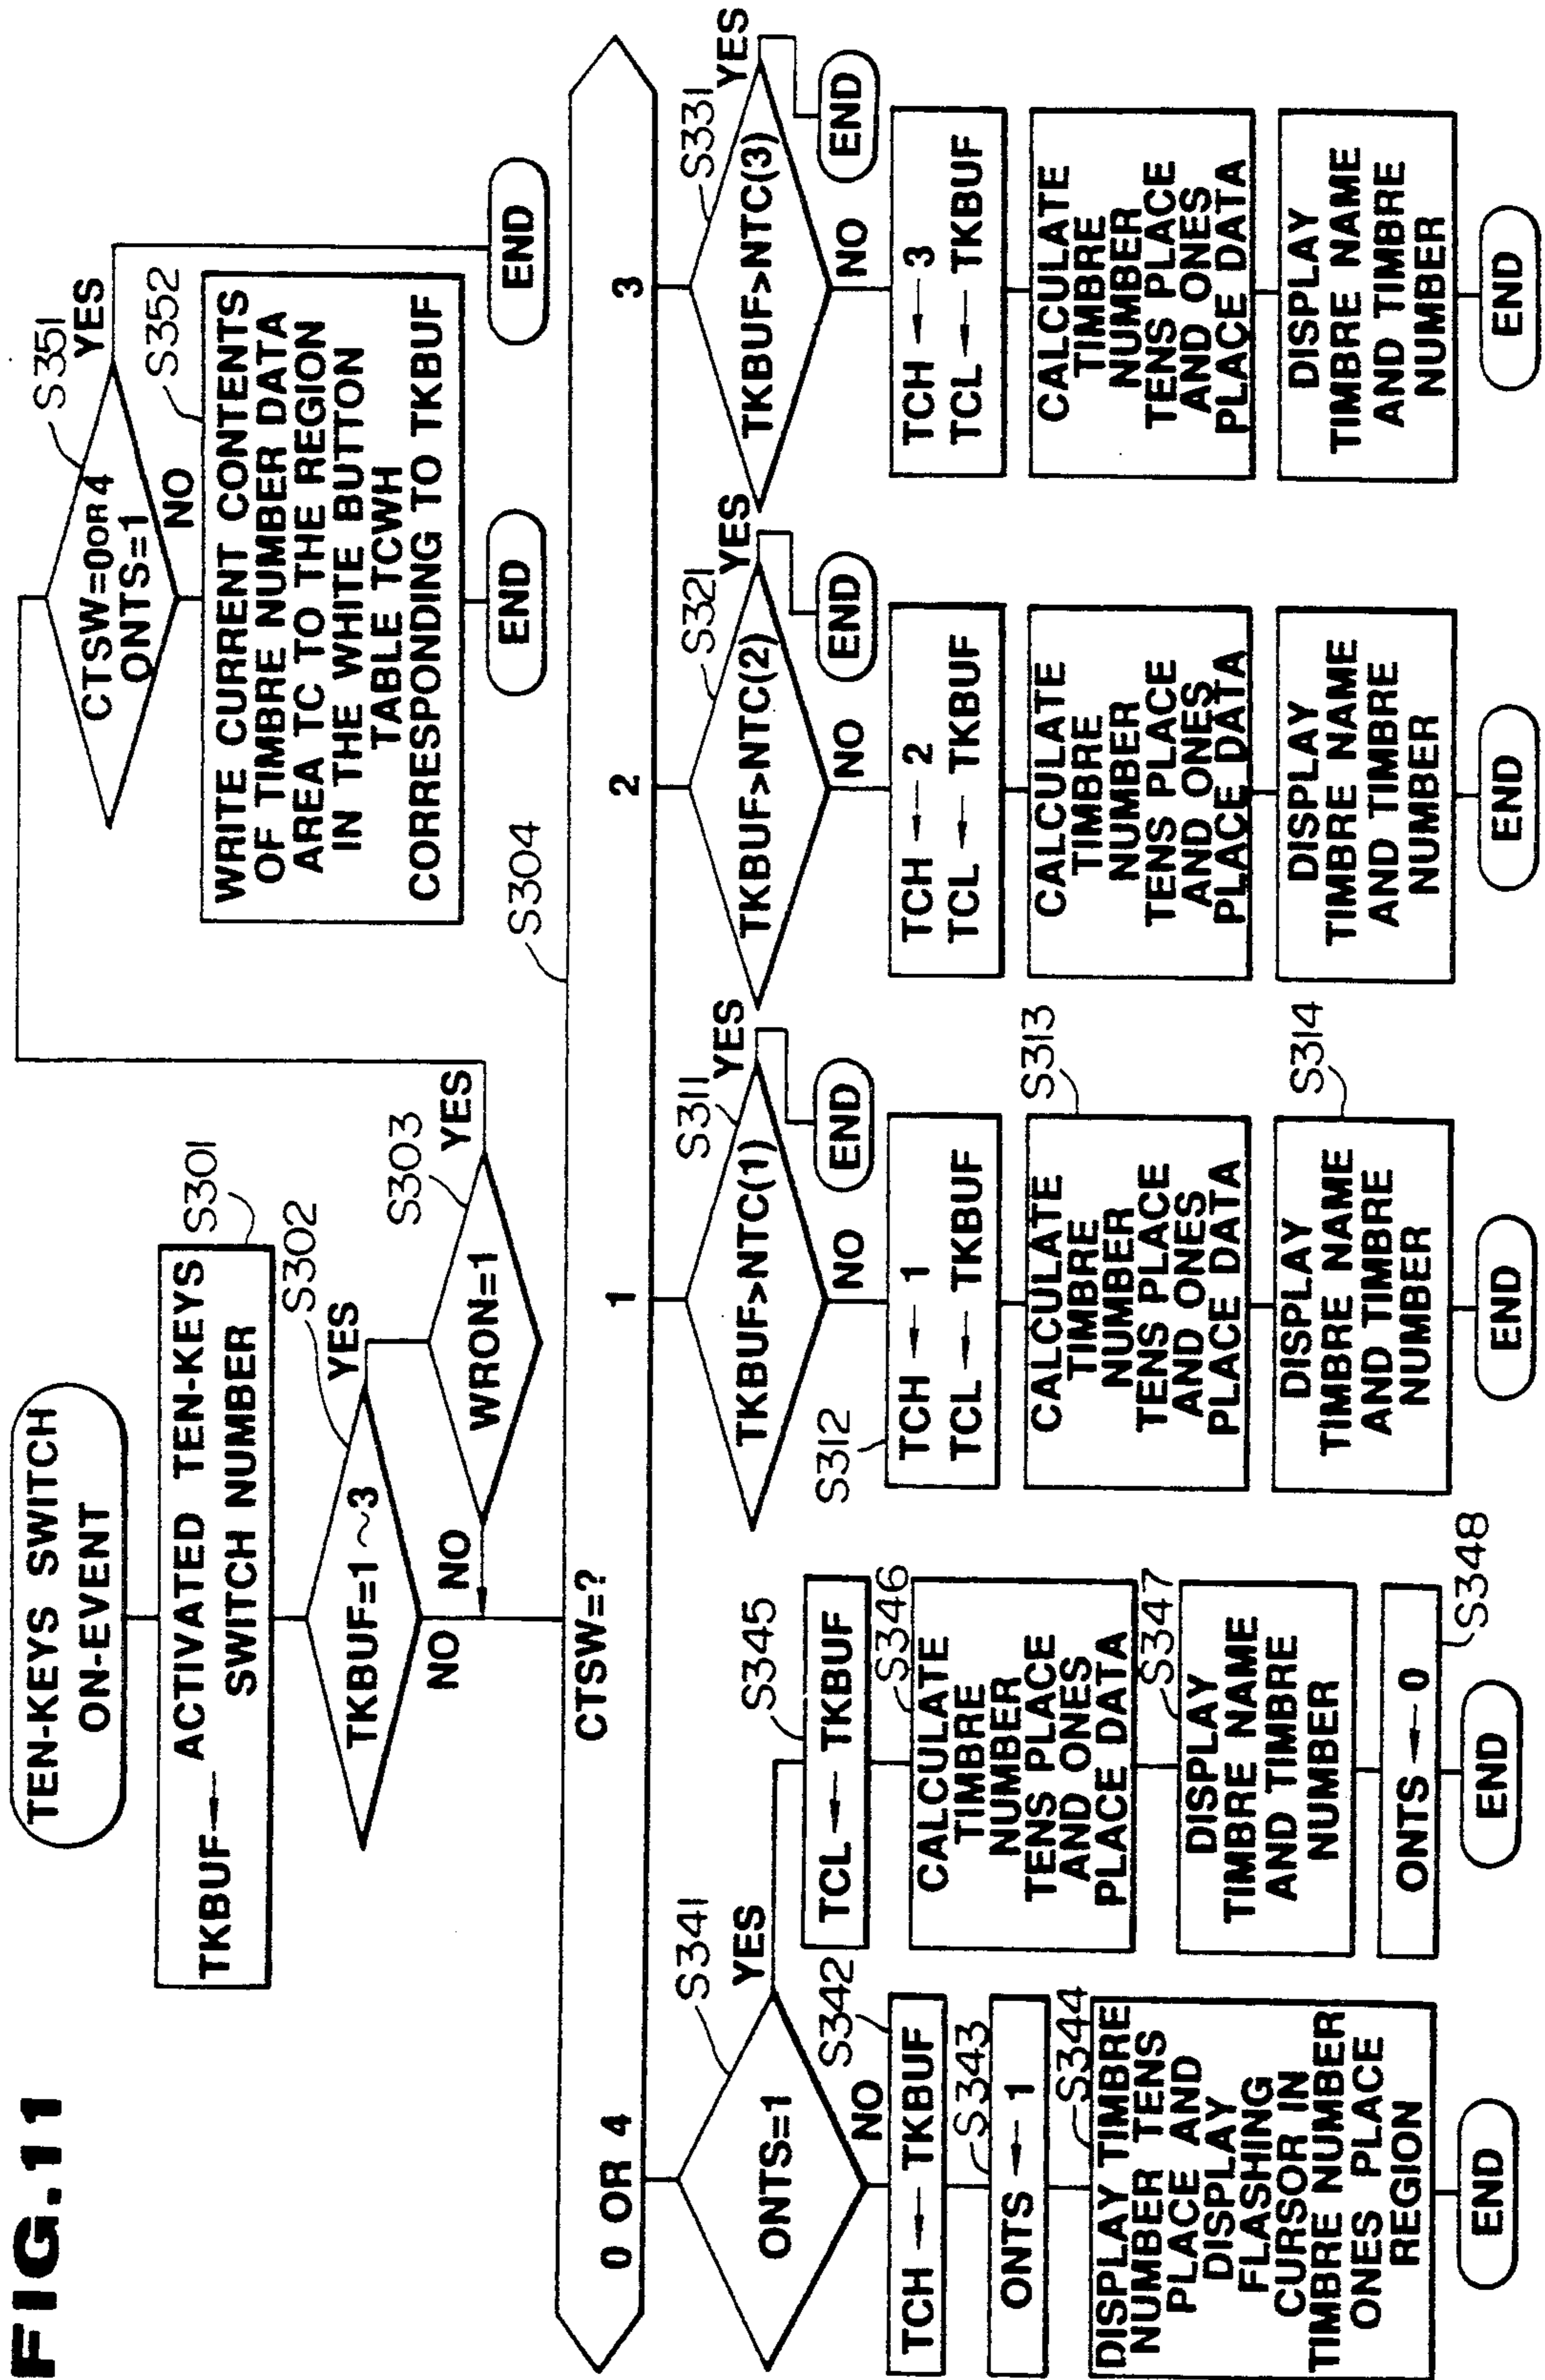 FIG.11
TEN-KEYS SWITCH
ON-EVENT
TKBUF← ACTIVATED TEN-KEYS
SWITCH NUMBER
S301
S302
TKBUF=1~3
YES
NO
S303
WRON=1
YES
NO
S351
CTSW=0OR4
ONTS=1
YES
NO
S352
WRITE CURRENT CONTENTS
OF TIMBRE NUMBER DATA
AREA TC TO THE REGION
IN THE WHITE BUTTON
TABLE TCWH
CORRESPONDING TO TKBUF
END
END
S304
CTSW=?
0 OR 4
1
2
3
S341
ONTS=1
YES
NO
S342
TCH ← TKBUF
S343
ONTS ← 1
S344
DISPLAY TIMBRE
NUMBER TENS
PLACE AND
DISPLAY
FLASHING
CURSOR IN
TIMBRE NUMBER
ONES PLACE
REGION
END
S345
TCL ← TKBUF
S346
CALCULATE
TIMBRE
NUMBER
TENS PLACE
AND ONES
PLACE DATA
S347
DISPLAY
TIMBRE NAME
AND TIMBRE
NUMBER
ONTS ← 0
S348
END
S311
TKBUF>NTC(1)
YES
END
NO
S312
TCH ← 1
TCL ← TKBUF
S313
CALCULATE
TIMBRE
NUMBER
TENS PLACE
AND ONES
PLACE DATA
S314
DISPLAY
TIMBRE NAME
AND TIMBRE
NUMBER
END
S321
TKBUF>NTC(2)
YES
END
NO
TCH ← 2
TCL ← TKBUF
CALCULATE
TIMBRE
NUMBER
TENS PLACE
AND ONES
PLACE DATA
DISPLAY
TIMBRE NAME
AND TIMBRE
NUMBER
END
S331
TKBUF>NTC(3)
YES
END
NO
TCH ← 3
TCL ← TKBUF
CALCULATE
TIMBRE
NUMBER
TENS PLACE
AND ONES
PLACE DATA
DISPLAY
TIMBRE NAME
AND TIMBRE
NUMBER
END